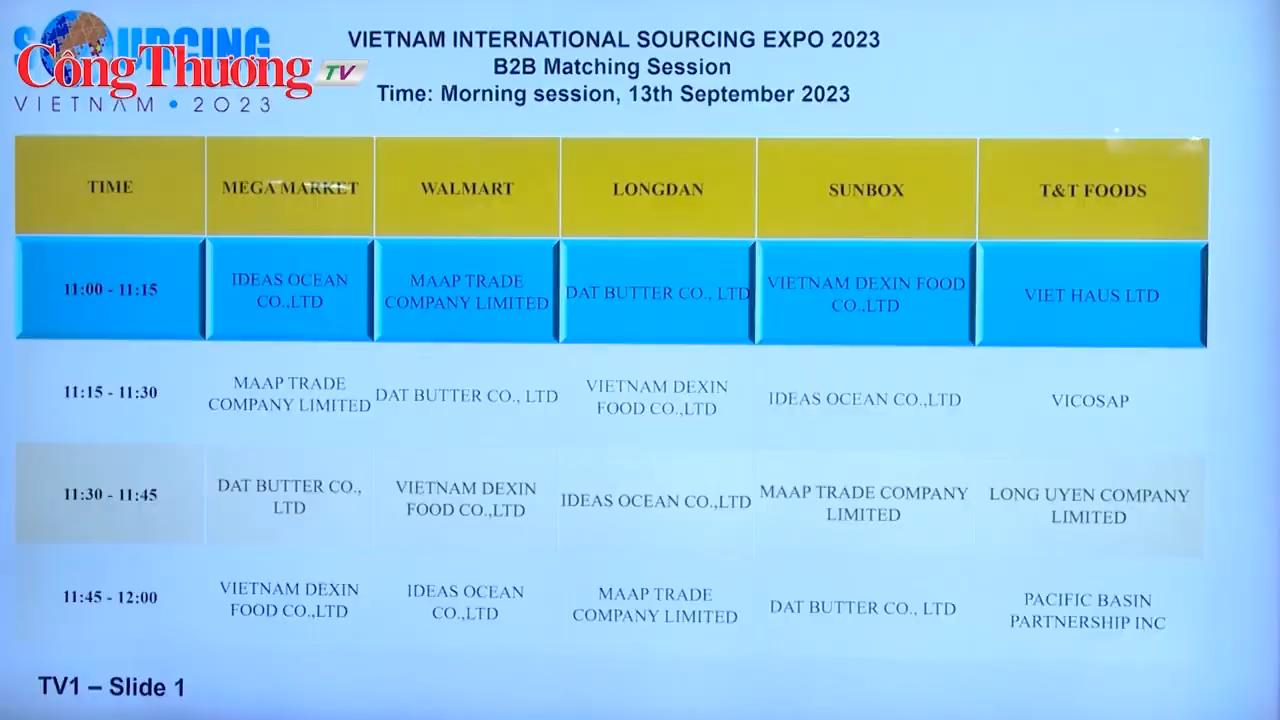 SOURCING
Công Thương TV
VIETNAM • 2023
VIETNAM INTERNATIONAL SOURCING EXPO 2023
B2B Matching Session
Time: Morning session, 13th September 2023
TIME MEGA MARKET WALMART LONGDAN SUNBOX T&T FOODS
11:00 - 11:15
IDEAS OCEAN
CO.,LTD
MAAP TRADE
COMPANY LIMITED
DAT BUTTER CO., LTD
VIETNAM DEXIN FOOD
CO.,LTD
VIET HAUS LTD
11:15 - 11:30
MAAP TRADE
COMPANY LIMITED
DAT BUTTER CO., LTD
VIETNAM DEXIN
FOOD CO.,LTD
IDEAS OCEAN CO.,LTD
VICOSAP
11:30 - 11:45
DAT BUTTER CO.,
LTD
VIETNAM DEXIN
FOOD CO.,LTD
IDEAS OCEAN CO.,LTD
MAAP TRADE COMPANY
LIMITED
LONG UYEN COMPANY
LIMITED
11:45 - 12:00
VIETNAM DEXIN
FOOD CO.,LTD
IDEAS OCEAN
CO.,LTD
MAAP TRADE
COMPANY LIMITED
DAT BUTTER CO., LTD
PACIFIC BASIN
PARTNERSHIP INC
TV1 – Slide 1